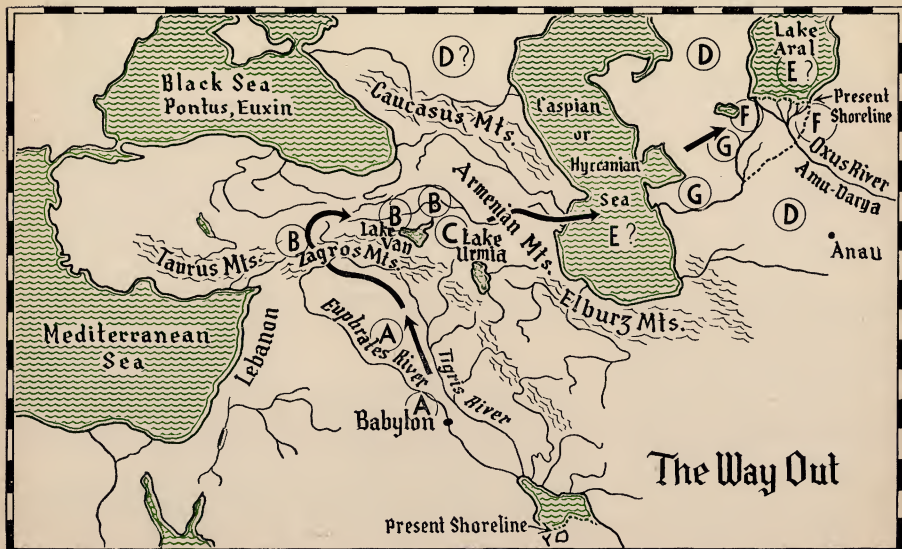 Black Sea
Pontus, Euxin
D?
Caucasus Mts.
Caspian
or
Hyrcanian
Sea
E?
D
Lake
Aral
E?
Present
Shoreline
F
F
G
G
Oxus River
Amu-Darya
D
Anau
Armenian Mts.
B
B
B
Lake
Van
C
Lake
Urmia
Taurus Mts.
Zagros Mts.
Elburz Mts.
Mediterranean
Sea
Lebanon
Euphrates River
A
Tigris River
A
Babylon
The Way Out
Present Shoreline